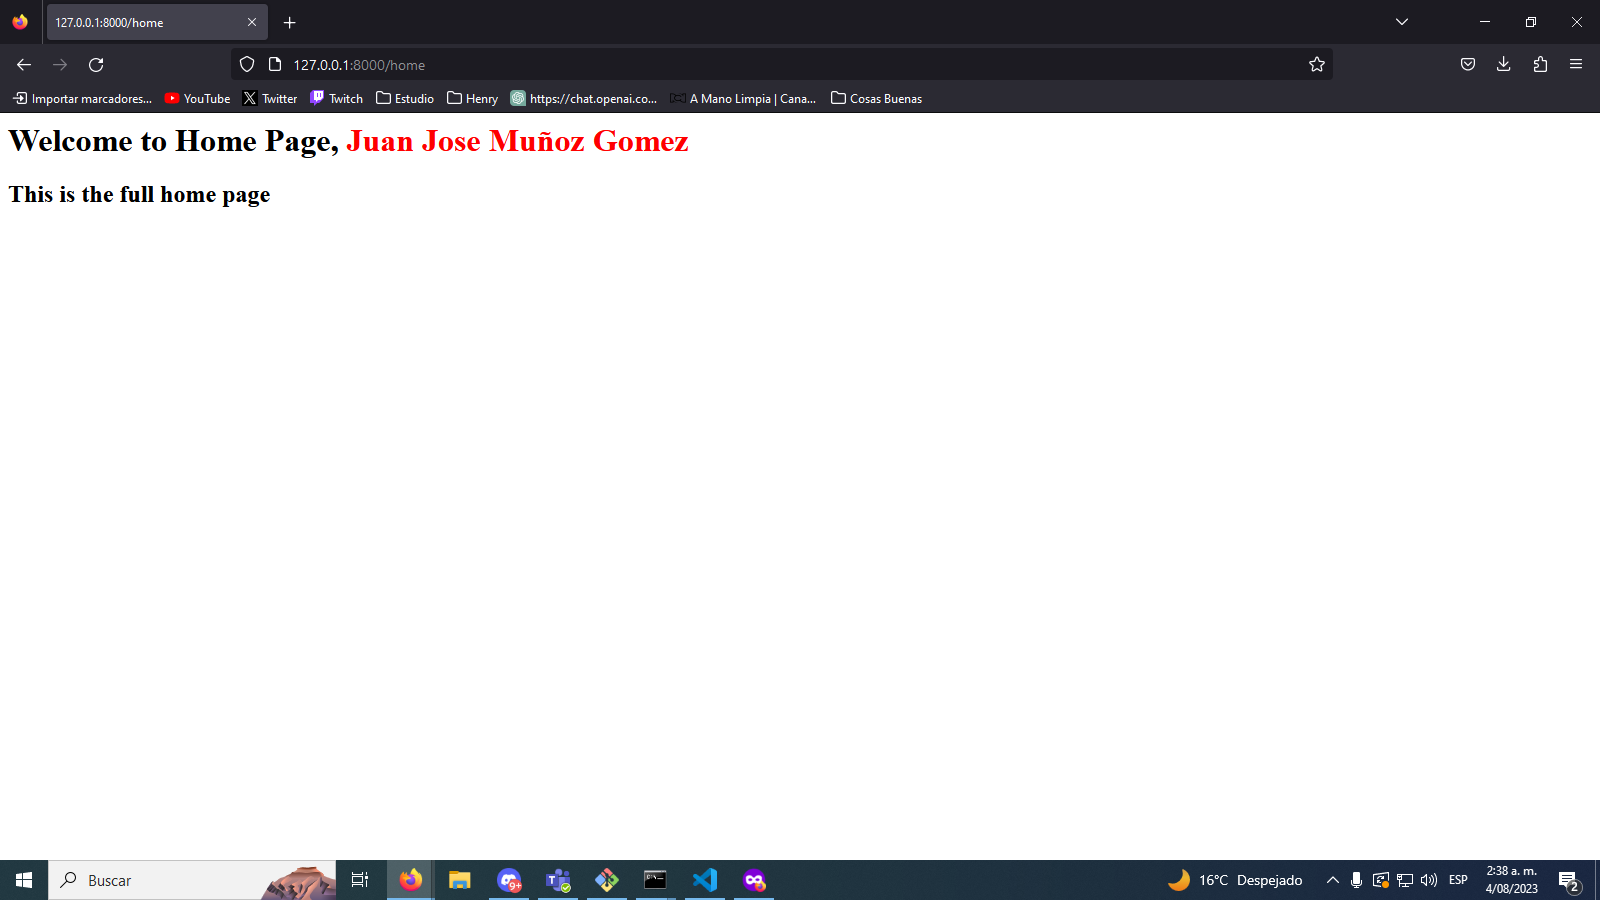 127.0.0.1:8000/home
127.0.0.1:8000/home
Importar marcadores... YouTube Twitter Twitch Estudio Henry https://chat.openai.co... A Mano Limpia | Cana... Cosas Buenas
Welcome to Home Page, Juan Jose Muñoz Gomez
This is the full home page
Buscar
9+
16°C Despejado
ESP
2:38 a. m.
4/08/2023
2